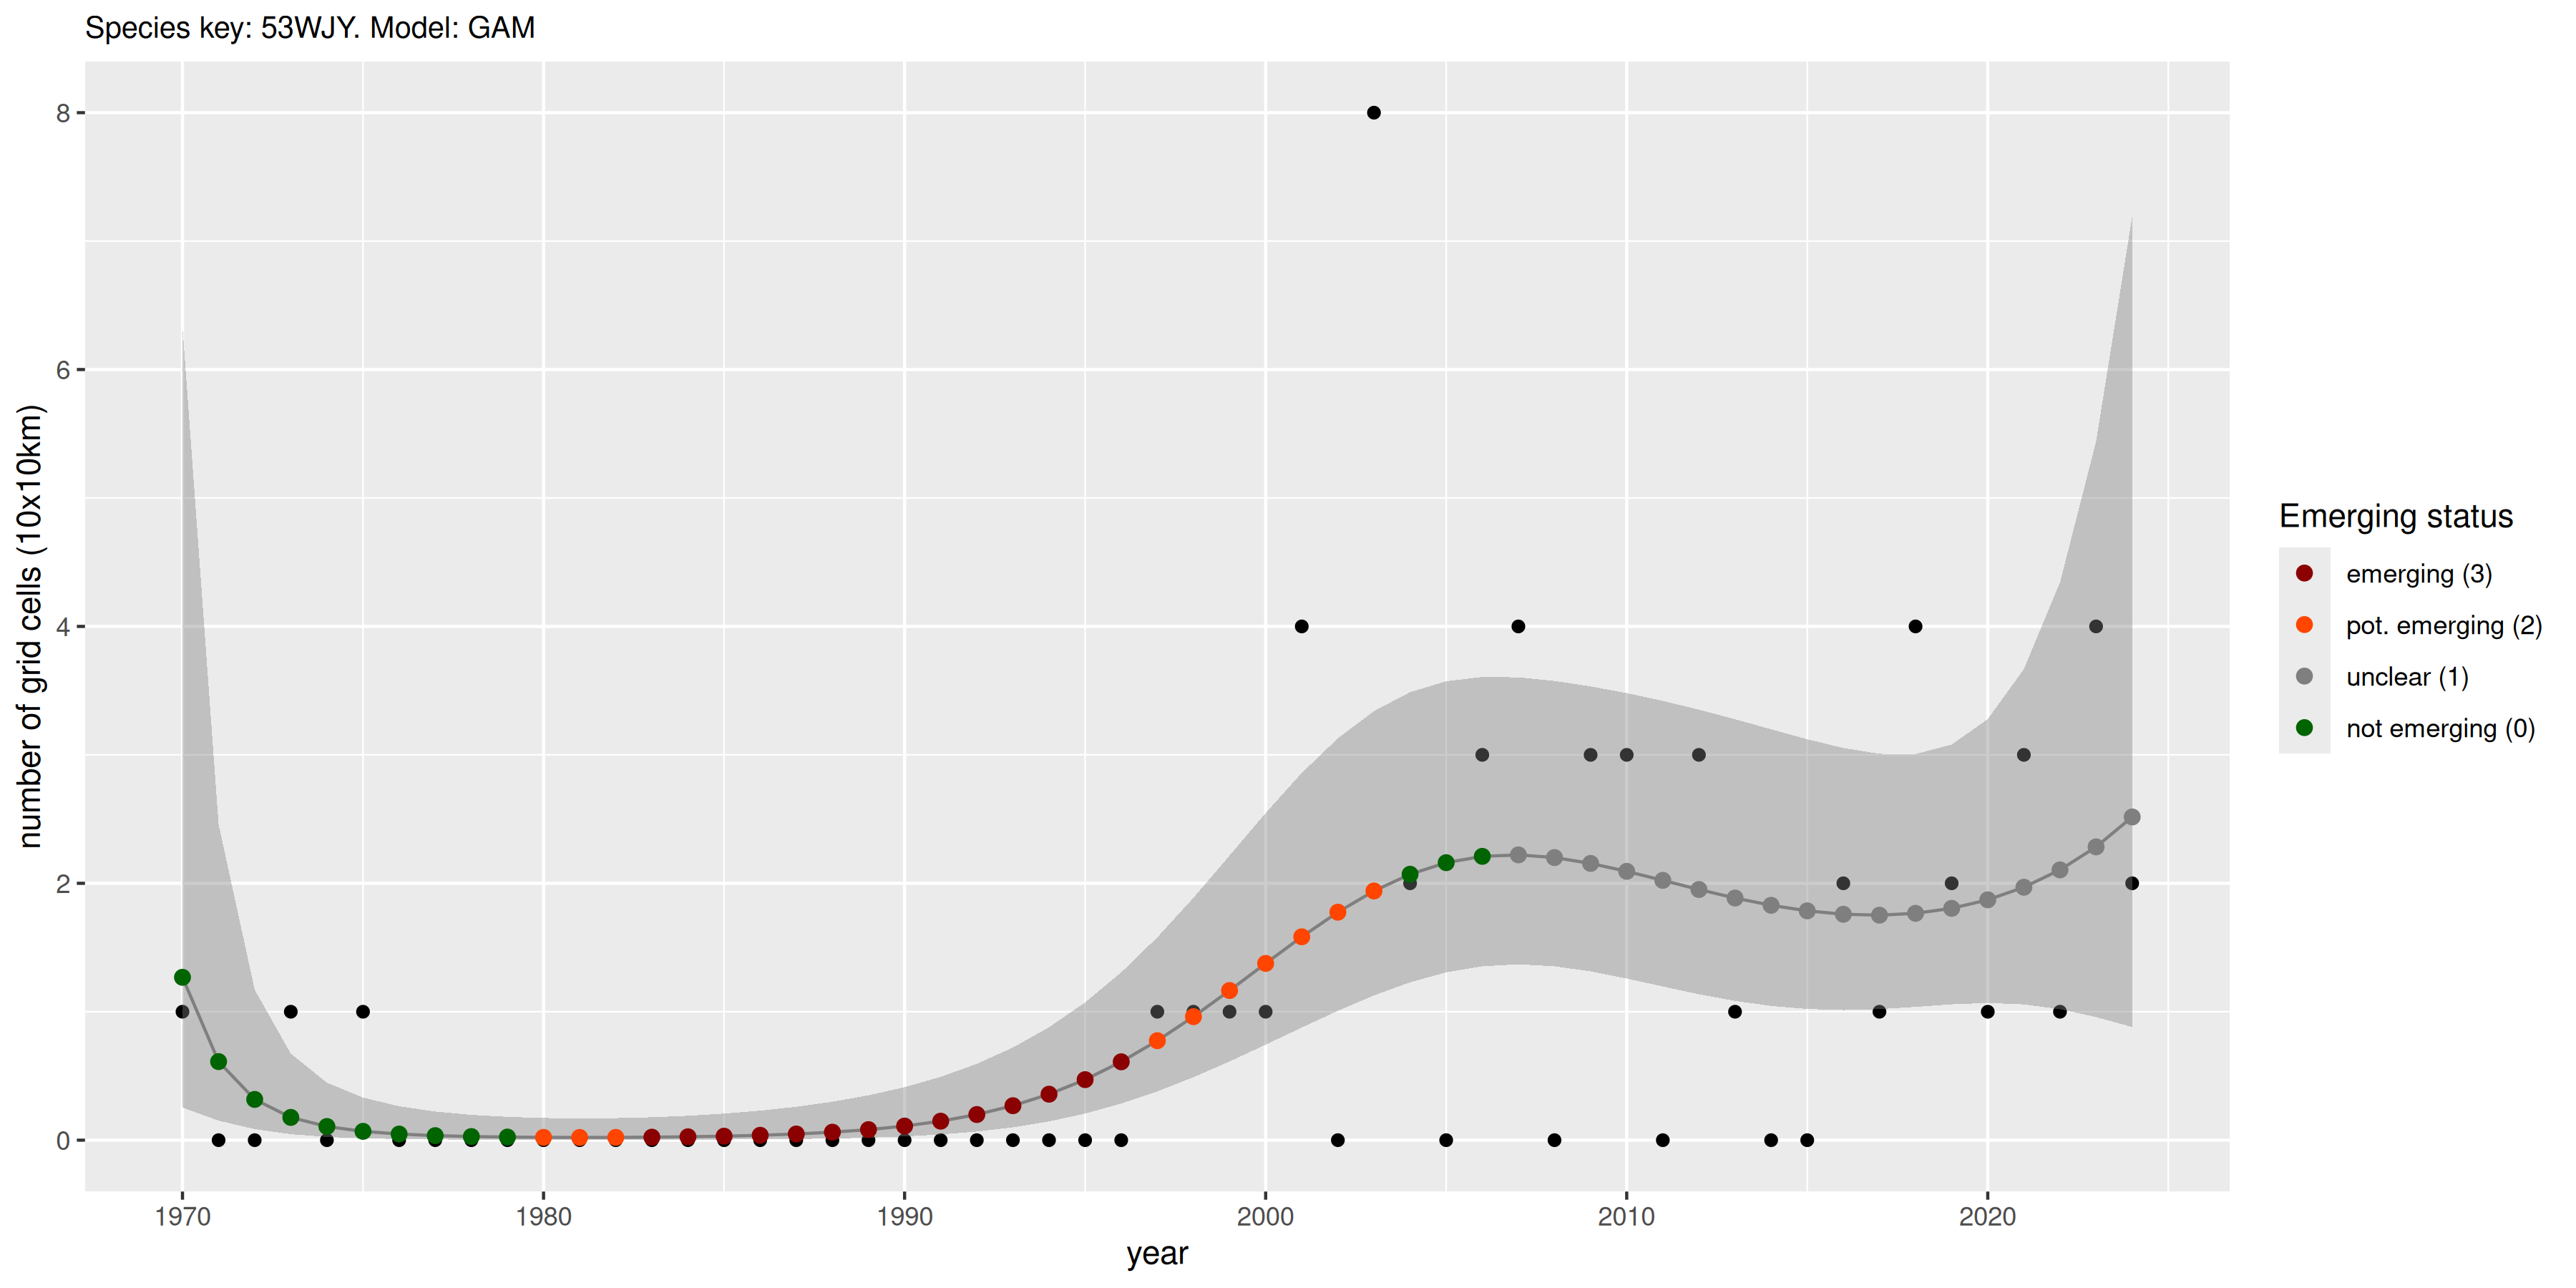 Species key: 53WJY. Model: GAM
number of grid cells (10x10km)
8
6
4
2
0
1970
1980
1990
2000
2010
2020
year
Emerging status
emerging (3)
pot. emerging (2)
unclear (1)
not emerging (0)